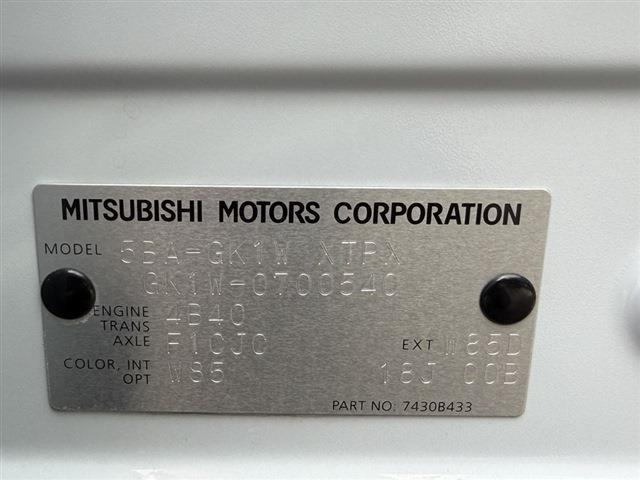 MITSUBISHI MOTORS CORPORATION
MODEL 5BA-GK1W XTPX
GK1W-0700540
ENGINE 4B40
TRANS
AXLE F1CJC EXT W85D
COLOR, INT W85 18J 00B
OPT
PART NO: 7430B433